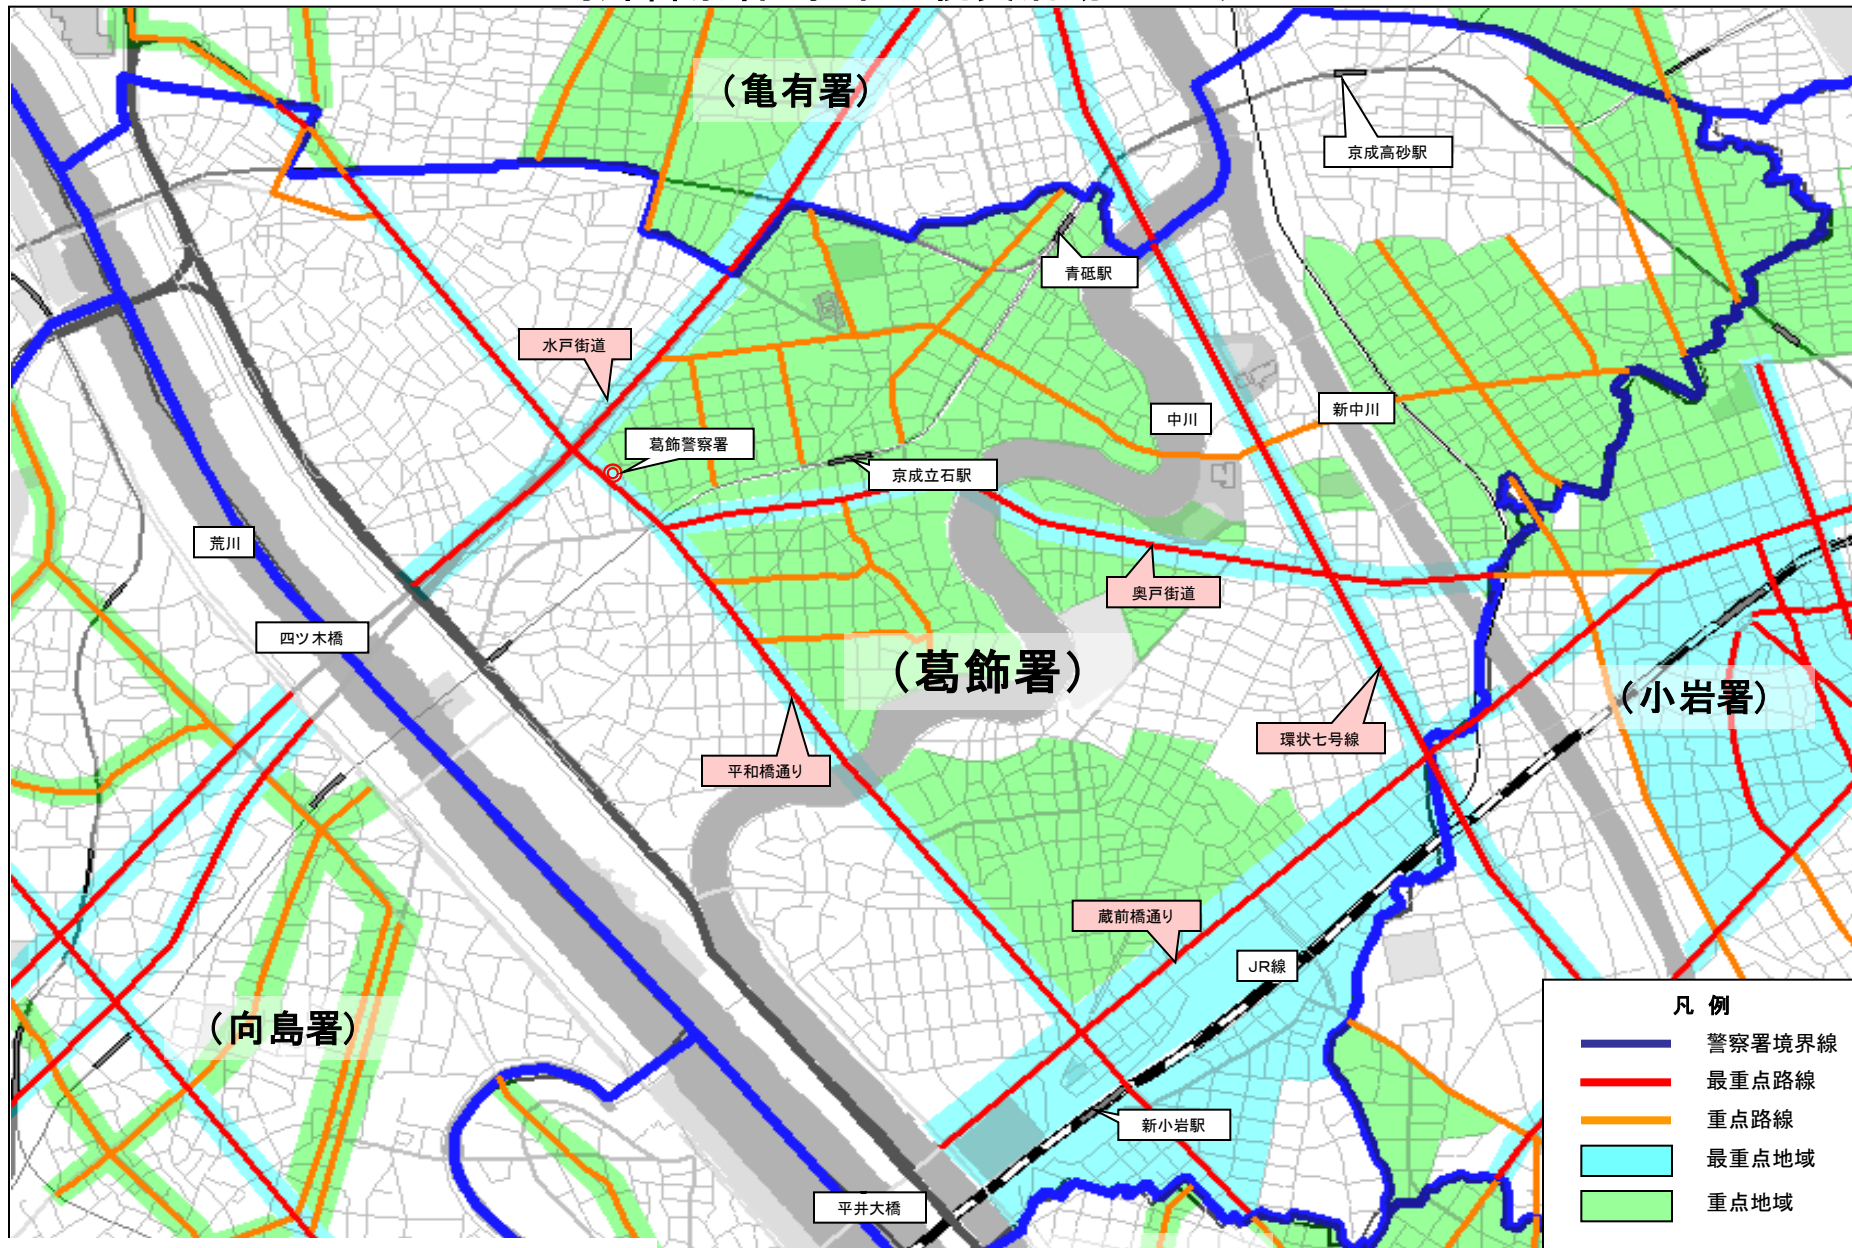 (亀有署)
京成高砂駅
青砥駅
水戸街道
中川
新中川
葛飾警察署
京成立石駅
荒川
奥戸街道
四ツ木橋
(葛飾署)
(小岩署)
環状七号線
平和橋通り
蔵前橋通り
JR線
(向島署)
新小岩駅
平井大橋
凡 例
警察署境界線
最重点路線
重点路線
最重点地域
重点地域